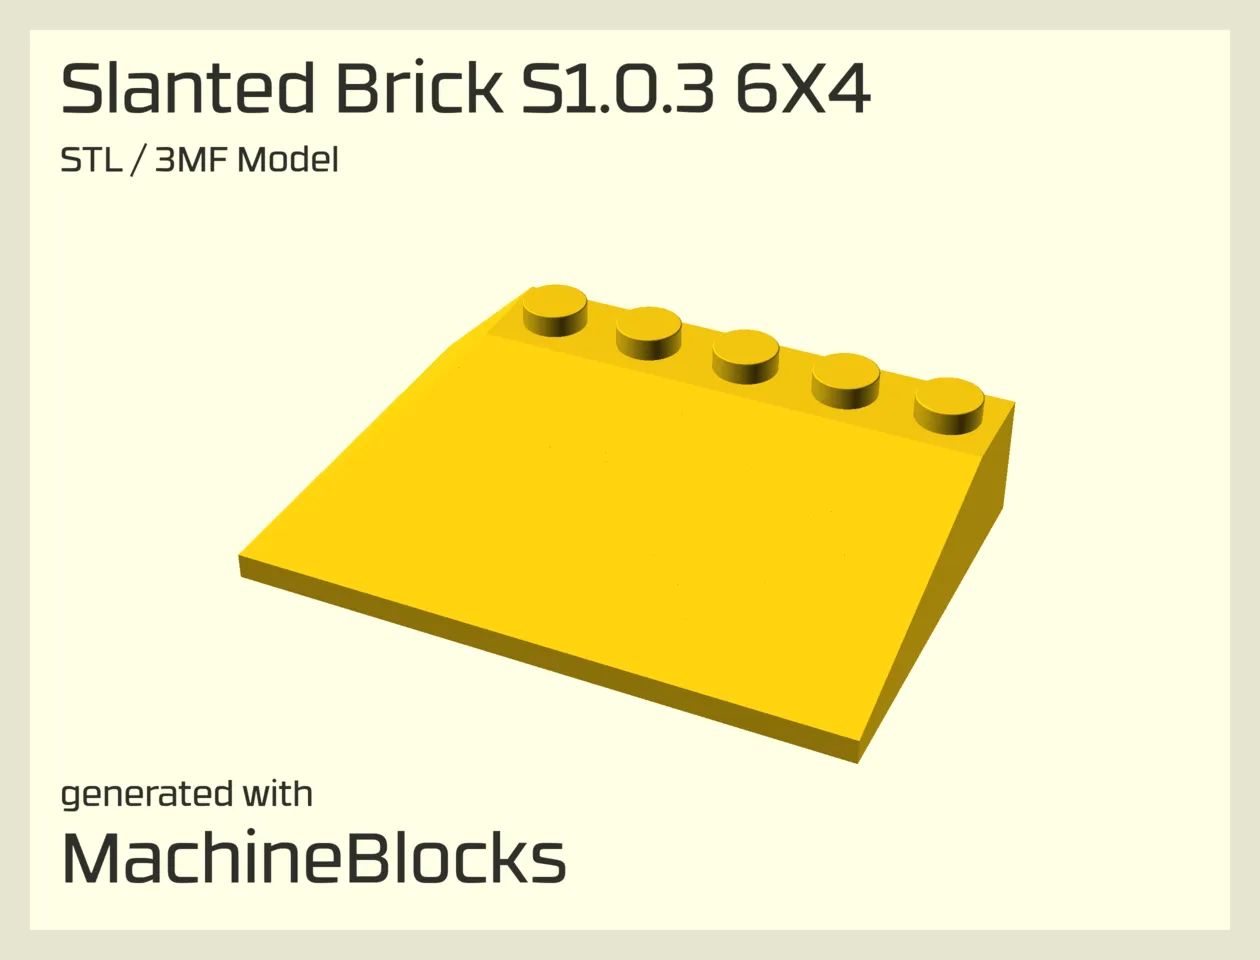 Slanted Brick S1.0.3 6X4
STL / 3MF Model
generated with
MachineBlocks